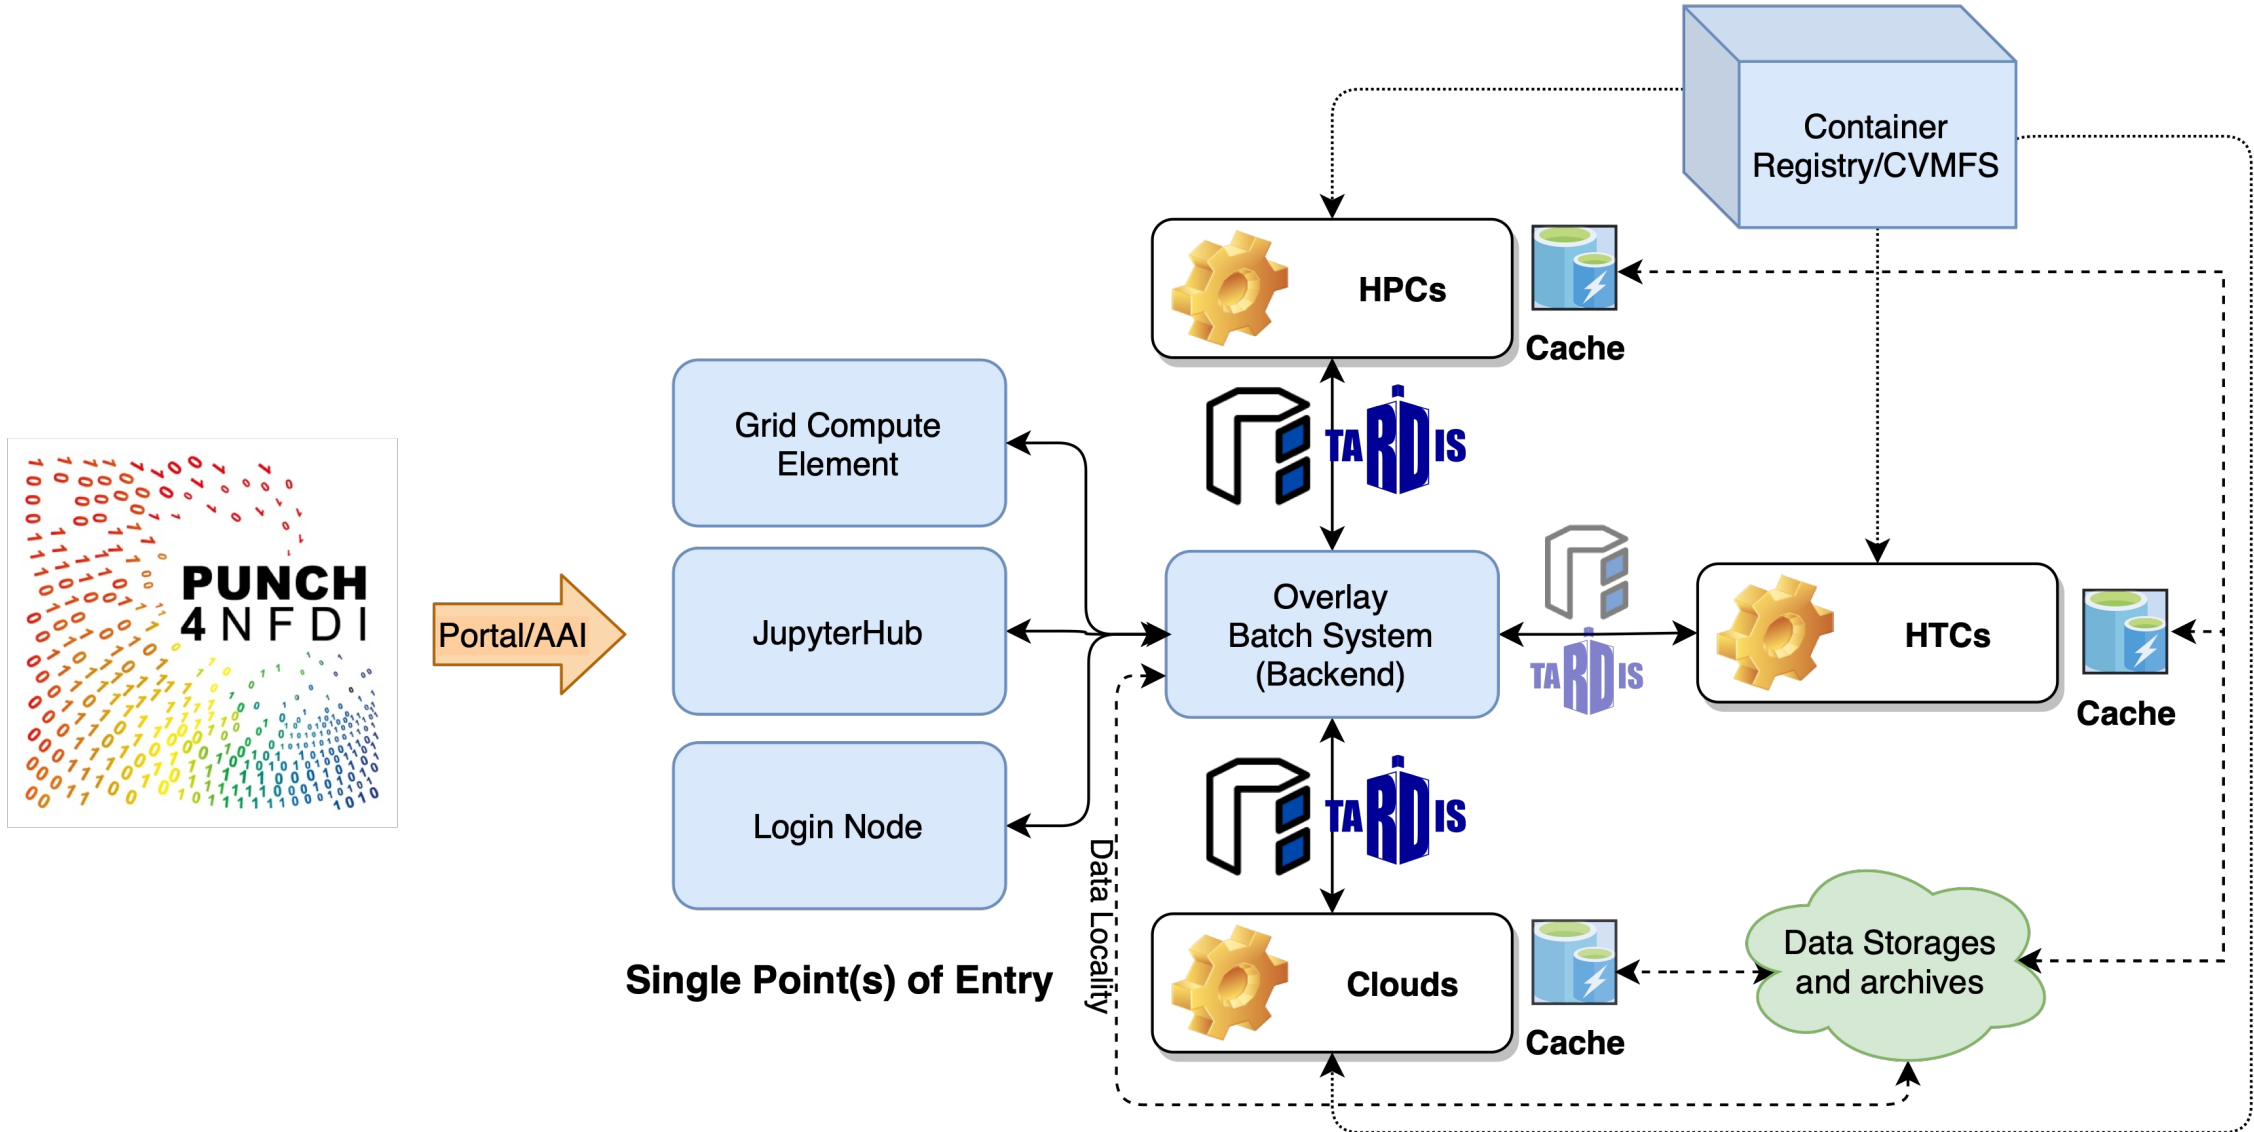 Container
Registry/CVMFS
HPCs
Cache
TARDIS
Grid Compute
Element
PUNCH
4NFDI
Portal/AAI
JupyterHub
Overlay
Batch System
(Backend)
TARDIS
HTCs
Cache
Login Node
TARDIS
Data Locality
Single Point(s) of Entry
Clouds
Cache
Data Storages
and archives